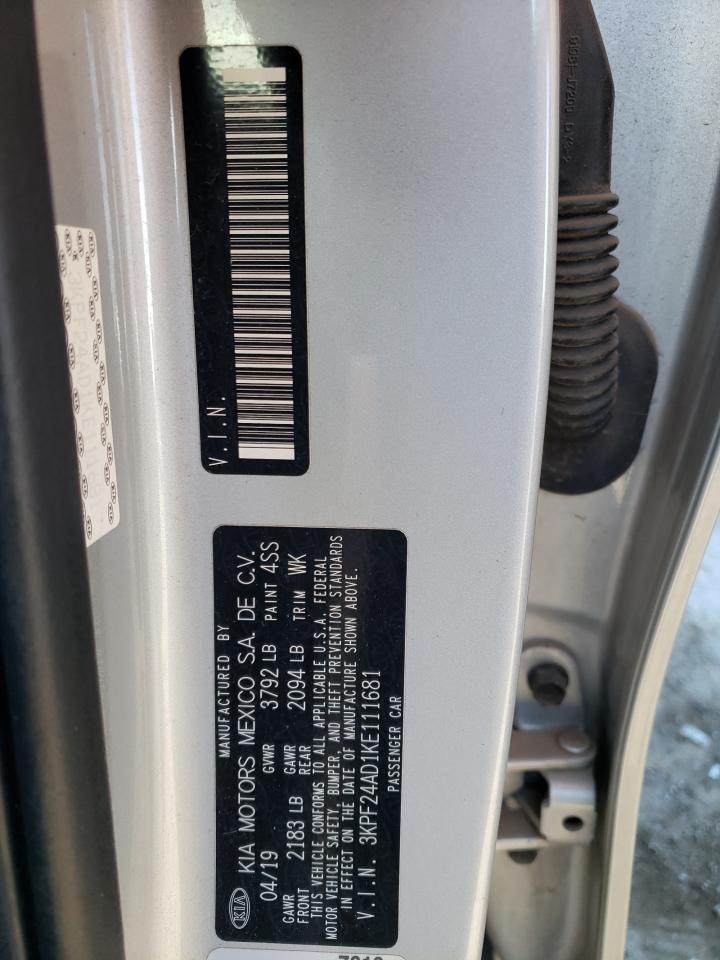 V.I.N.
MANUFACTURED BY
KIA KIA MOTORS MEXICO S.A. DE C.V.
04/19 GVWR 3792 LB PAINT 4SS
GAWR FRONT 2183 LB GAWR REAR 2094 LB TRIM WK
THIS VEHICLE CONFORMS TO ALL APPLICABLE U.S.A. FEDERAL
MOTOR VEHICLE SAFETY, BUMPER, AND THEFT PREVENTION STANDARDS
IN EFFECT ON THE DATE OF MANUFACTURE SHOWN ABOVE.
V.I.N. 3KPF24AD1KE111681
PASSENGER CAR